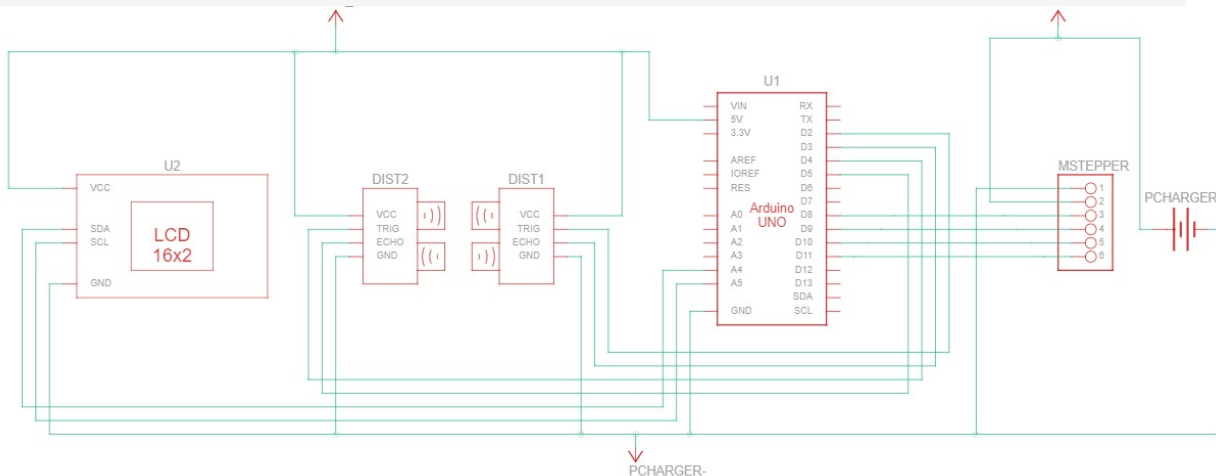 U2
VCC
SDA
SCL
GND
LCD
16x2
DIST2
VCC
TRIG
ECHO
GND
DIST1
VCC
TRIG
ECHO
GND
U1
VIN
5V
3.3V
AREF
IOREF
RES
A0
A1
A2
A3
A4
A5
GND
Arduino
UNO
RX
TX
D2
D3
D4
D5
D6
D7
D8
D9
D10
D11
D12
D13
SDA
SCL
MSTEPPER
1
2
3
4
5
6
PCHARGER
PCHARGER-